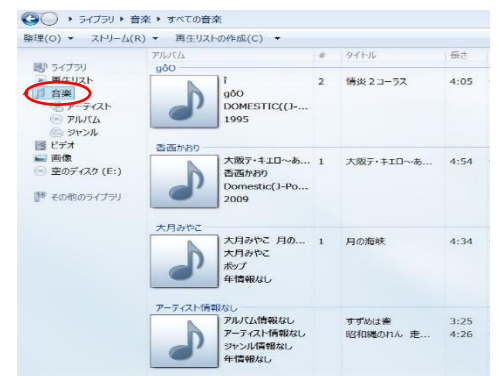 ライブラリ ▸ 音楽 ▸ すべての音楽
整理(O) ストリーム(R) 再生リストの作成(C)
アルバム # タイトル 長さ
ライブラリ
再生リスト
音楽
アーティスト
アルバム
ジャンル
ビデオ
画像
空のディスク (E:)
その他のライブラリ
gôO
Î 2 情炎2コーラス 4:05
gôO
DOMESTIC((J-...
1995
香西かおり
大阪テ・キエロ～あ... 1 大阪テ・キエロ～あ... 4:54
香西かおり
Domestic(J-Po...
2009
大月みやこ
大月みやこ 月の... 1 月の海峡 4:34
大月みやこ
ポップ
年情報なし
アーティスト情報なし
アルバム情報なし すずめは雀 3:25
アーティスト情報なし 昭和縄のれん 走... 4:26
ジャンル情報なし
年情報なし